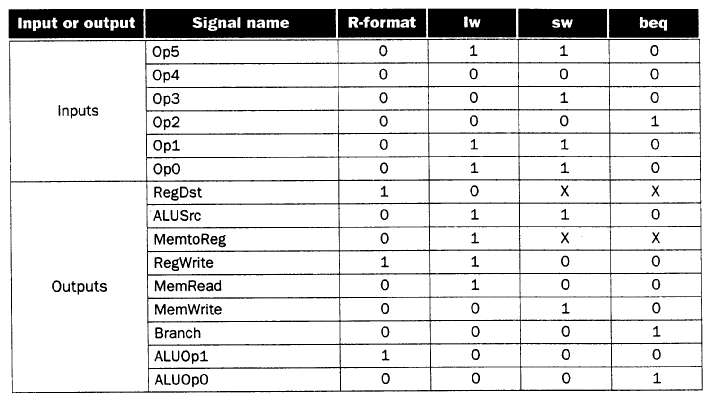 Input or output Signal name R-format lw sw beq
Inputs
Op5 0 1 1 0
Op4 0 0 0 0
Op3 0 0 1 0
Op2 0 0 0 1
Op1 0 1 1 0
Op0 0 1 1 0
Outputs
RegDst 1 0 X X
ALUSrc 0 1 1 0
MemtoReg 0 1 X X
RegWrite 1 1 0 0
MemRead 0 1 0 0
MemWrite 0 0 1 0
Branch 0 0 0 1
ALUOp1 1 0 0 0
ALUOp0 0 0 0 1